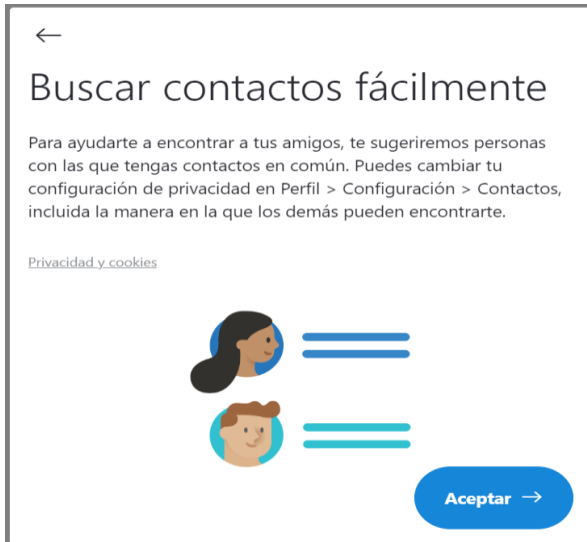 Buscar contactos fácilmente
Para ayudarte a encontrar a tus amigos, te sugeriremos personas
con las que tengas contactos en común. Puedes cambiar tu
configuración de privacidad en Perfil > Configuración > Contactos,
incluida la manera en la que los demás pueden encontrarte.
Privacidad y cookies
Aceptar